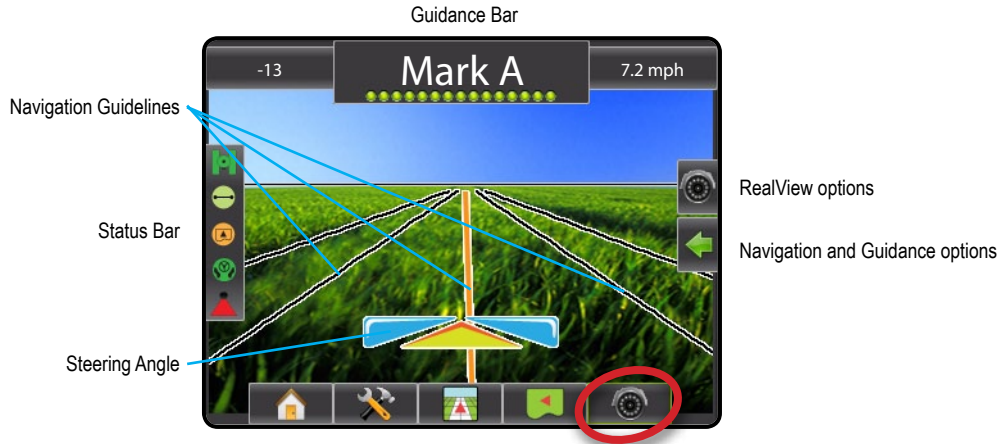 Guidance Bar
-13
Mark A
7.2 mph
Navigation Guidelines
RealView options
Status Bar
Navigation and Guidance options
Steering Angle